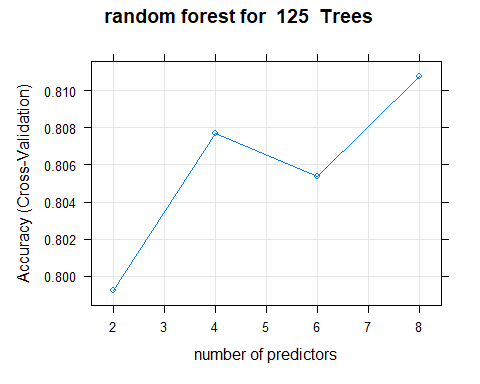 random forest for  125  Trees
Accuracy (Cross-Validation)
0.810
0.808
0.806
0.804
0.802
0.800
2 3 4 5 6 7 8
number of predictors